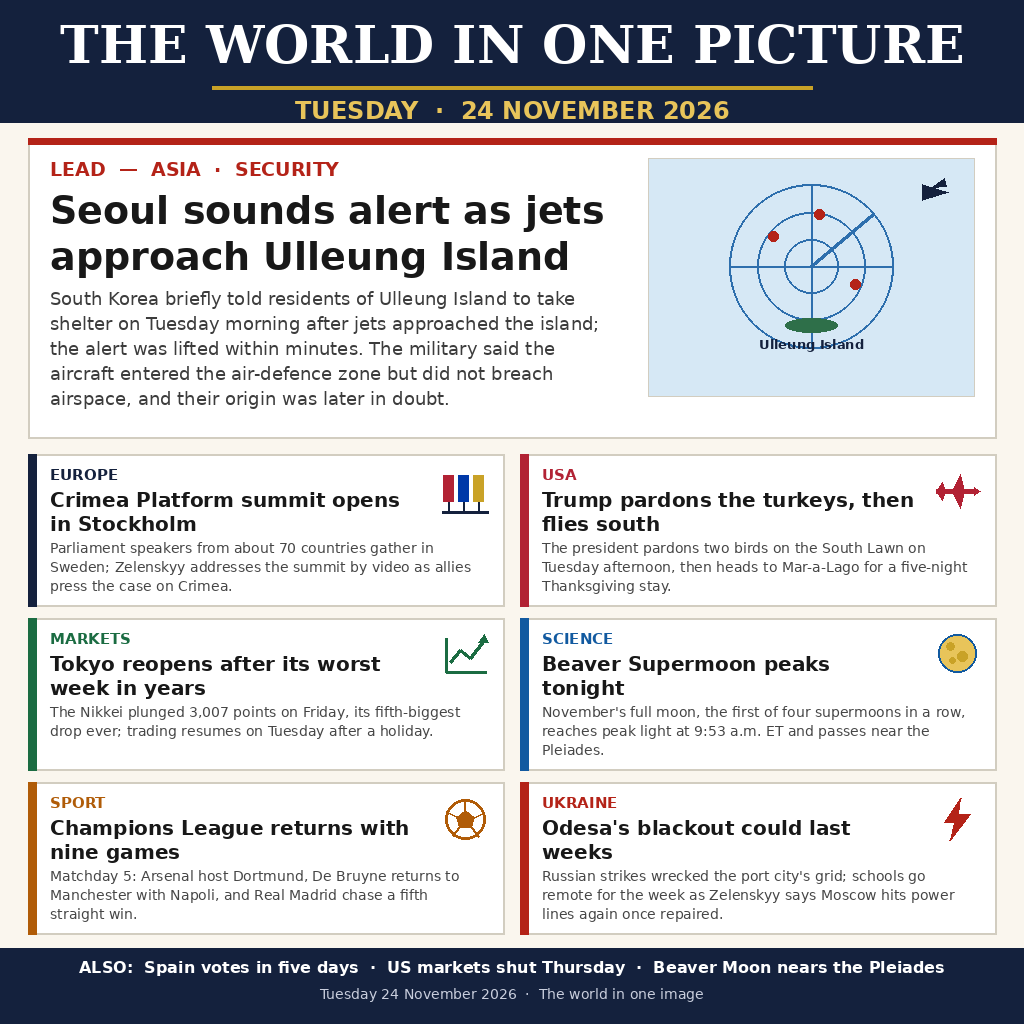 THE WORLD IN ONE PICTURE
TUESDAY · 24 NOVEMBER 2026
LEAD — ASIA · SECURITY
Seoul sounds alert as jets
approach Ulleung Island
South Korea briefly told residents of Ulleung Island to take
shelter on Tuesday morning after jets approached the island;
the alert was lifted within minutes. The military said the
aircraft entered the air-defence zone but did not breach
airspace, and their origin was later in doubt.
Ulleung Island
EUROPE
Crimea Platform summit opens
in Stockholm
Parliament speakers from about 70 countries gather in
Sweden; Zelenskyy addresses the summit by video as allies
press the case on Crimea.
USA
Trump pardons the turkeys, then
flies south
The president pardons two birds on the South Lawn on
Tuesday afternoon, then heads to Mar-a-Lago for a five-night
Thanksgiving stay.
MARKETS
Tokyo reopens after its worst
week in years
The Nikkei plunged 3,007 points on Friday, its fifth-biggest
drop ever; trading resumes on Tuesday after a holiday.
SCIENCE
Beaver Supermoon peaks
tonight
November's full moon, the first of four supermoons in a row,
reaches peak light at 9:53 a.m. ET and passes near the
Pleiades.
SPORT
Champions League returns with
nine games
Matchday 5: Arsenal host Dortmund, De Bruyne returns to
Manchester with Napoli, and Real Madrid chase a fifth
straight win.
UKRAINE
Odesa's blackout could last
weeks
Russian strikes wrecked the port city's grid; schools go
remote for the week as Zelenskyy says Moscow hits power
lines again once repaired.
ALSO: Spain votes in five days · US markets shut Thursday · Beaver Moon nears the Pleiades
Tuesday 24 November 2026 · The world in one image